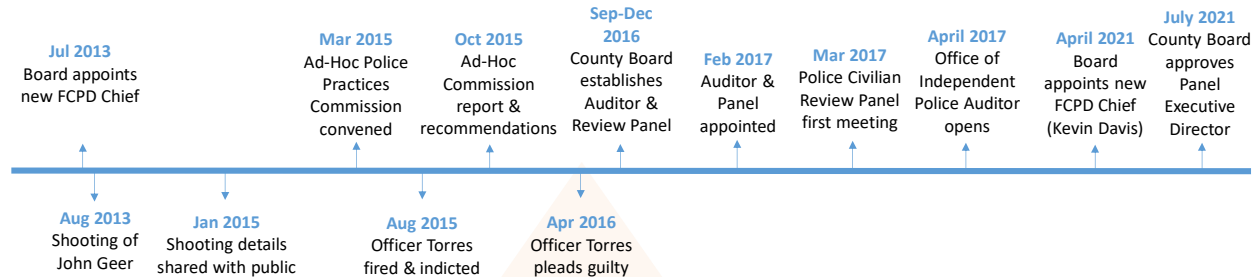 Jul 2013
Board appoints
new FCPD Chief
Mar 2015
Ad-Hoc Police
Practices
Commission
convened
Oct 2015
Ad-Hoc
Commission
report &
recommendations
Sep-Dec
2016
County Board
establishes
Auditor &
Review Panel
Feb 2017
Auditor &
Panel
appointed
Mar 2017
Police Civilian
Review Panel
first meeting
April 2017
Office of
Independent
Police Auditor
opens
April 2021
Board
appoints new
FCPD Chief
(Kevin Davis)
July 2021
County Board
approves
Panel
Executive
Director
Aug 2013
Shooting of
John Geer
Jan 2015
Shooting details
shared with public
Aug 2015
Officer Torres
fired & indicted
Apr 2016
Officer Torres
pleads guilty